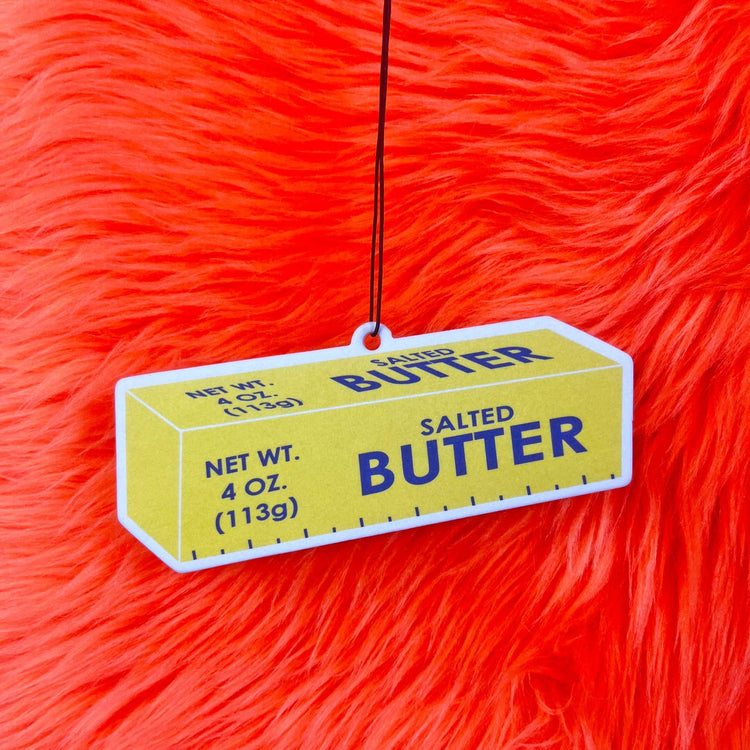 NET WT.
4 OZ.
(113g)
SALTED
BUTTER
NET WT.
4 OZ.
(113g)
SALTED
BUTTER